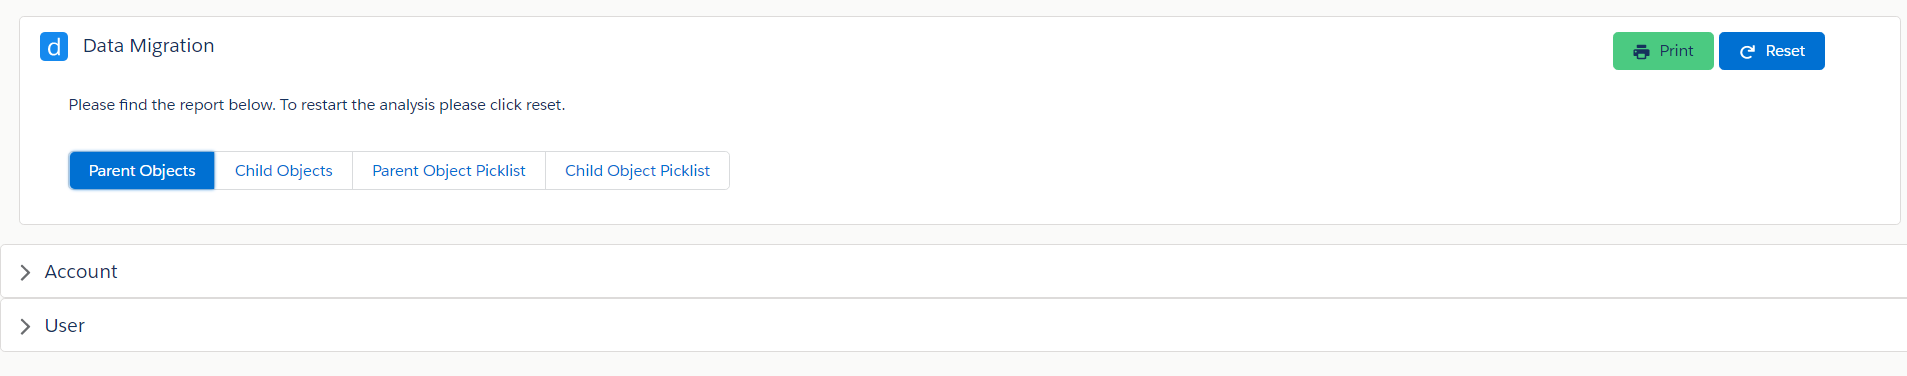 d Data Migration
Print Reset
Please find the report below. To restart the analysis please click reset.
Parent Objects Child Objects Parent Object Picklist Child Object Picklist
Account
User